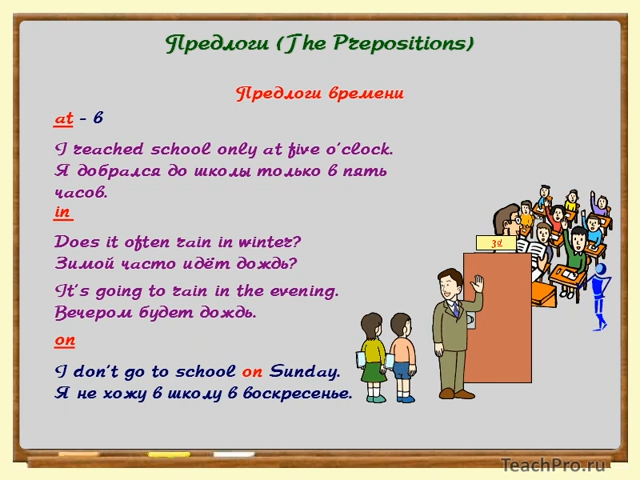 Предлоги (The Prepositions)
Предлоги времени
at - в
I reached school only at five o'clock.
Я добрался до школы только в пять
часов.
in
Does it often rain in winter?
Зимой часто идёт дождь?
It's going to rain in the evening.
Вечером будет дождь.
on
I don't go to school on Sunday.
Я не хожу в школу в воскресенье.
TeachPro.ru